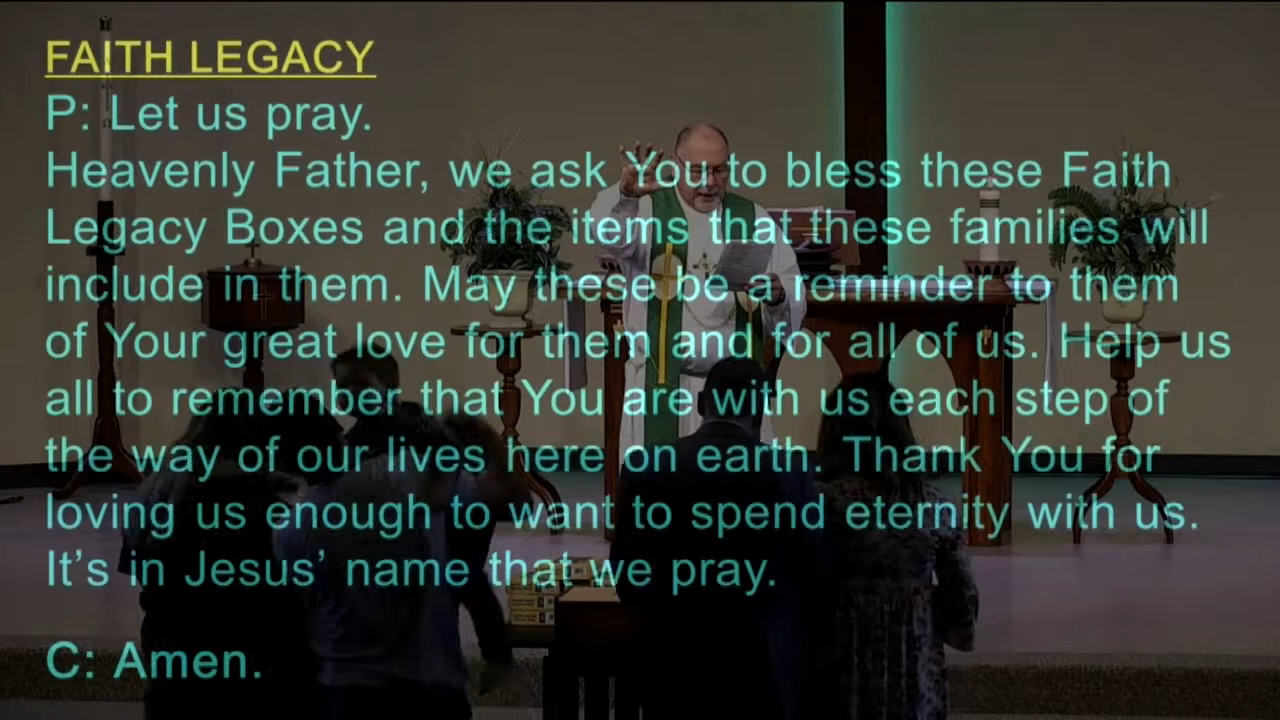 FAITH LEGACY
P: Let us pray.
Heavenly Father, we ask You to bless these Faith
Legacy Boxes and the items that these families will
include in them. May these be a reminder to them
of Your great love for them and for all of us. Help us
all to remember that You are with us each step of
the way of our lives here on earth. Thank You for
loving us enough to want to spend eternity with us.
It’s in Jesus’ name that we pray.
C: Amen.